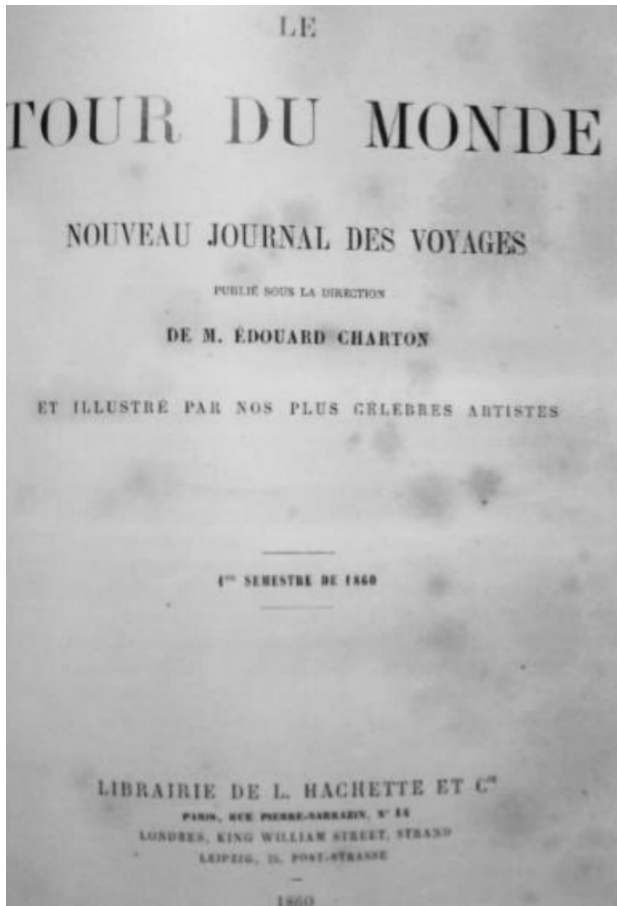 LE
TOUR DU MONDE
NOUVEAU JOURNAL DES VOYAGES
PUBLIÉ SOUS LA DIRECTION
DE M. ÉDOUARD CHARTON
ET ILLUSTRÉ PAR NOS PLUS CÉLÈBRES ARTISTES
1ER SEMESTRE DE 1860
LIBRAIRIE DE L. HACHETTE ET CIE
PARIS, RUE PIERRE-SARRAZIN, N° 14
LONDRES, KING WILLIAM STREET, STRAND
LEIPZIG, POST-STRASSE
1860